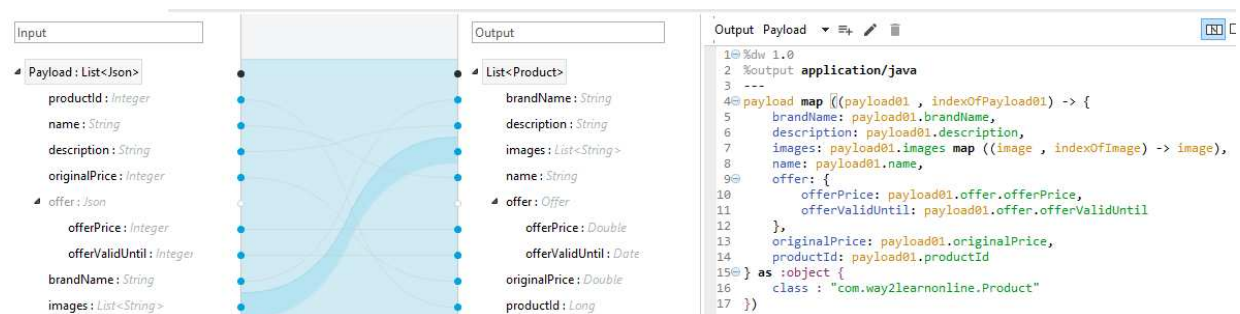 Input
Payload : List<Json>
productId : Integer
name : String
description : String
originalPrice : Integer
offer : Json
offerPrice : Integer
offerValidUntil : Integer
brandName : String
images : List<String>
Output
List<Product>
brandName : String
description : String
images : List<String>
name : String
offer : Offer
offerPrice : Double
offerValidUntil : Date
originalPrice : Double
productId : Long
Output Payload
1 %dw 1.0
2 %output application/java
3 ---
4 payload map ((payload01 , indexOfPayload01) -> {
5 brandName: payload01.brandName,
6 description: payload01.description,
7 images: payload01.images map ((image , indexOfImage) -> image),
8 name: payload01.name,
9 offer: {
10 offerPrice: payload01.offer.offerPrice,
11 offerValidUntil: payload01.offer.offerValidUntil
12 },
13 originalPrice: payload01.originalPrice,
14 productId: payload01.productId
15 } as :object {
16 class : "com.way2learnonline.Product"
17 })